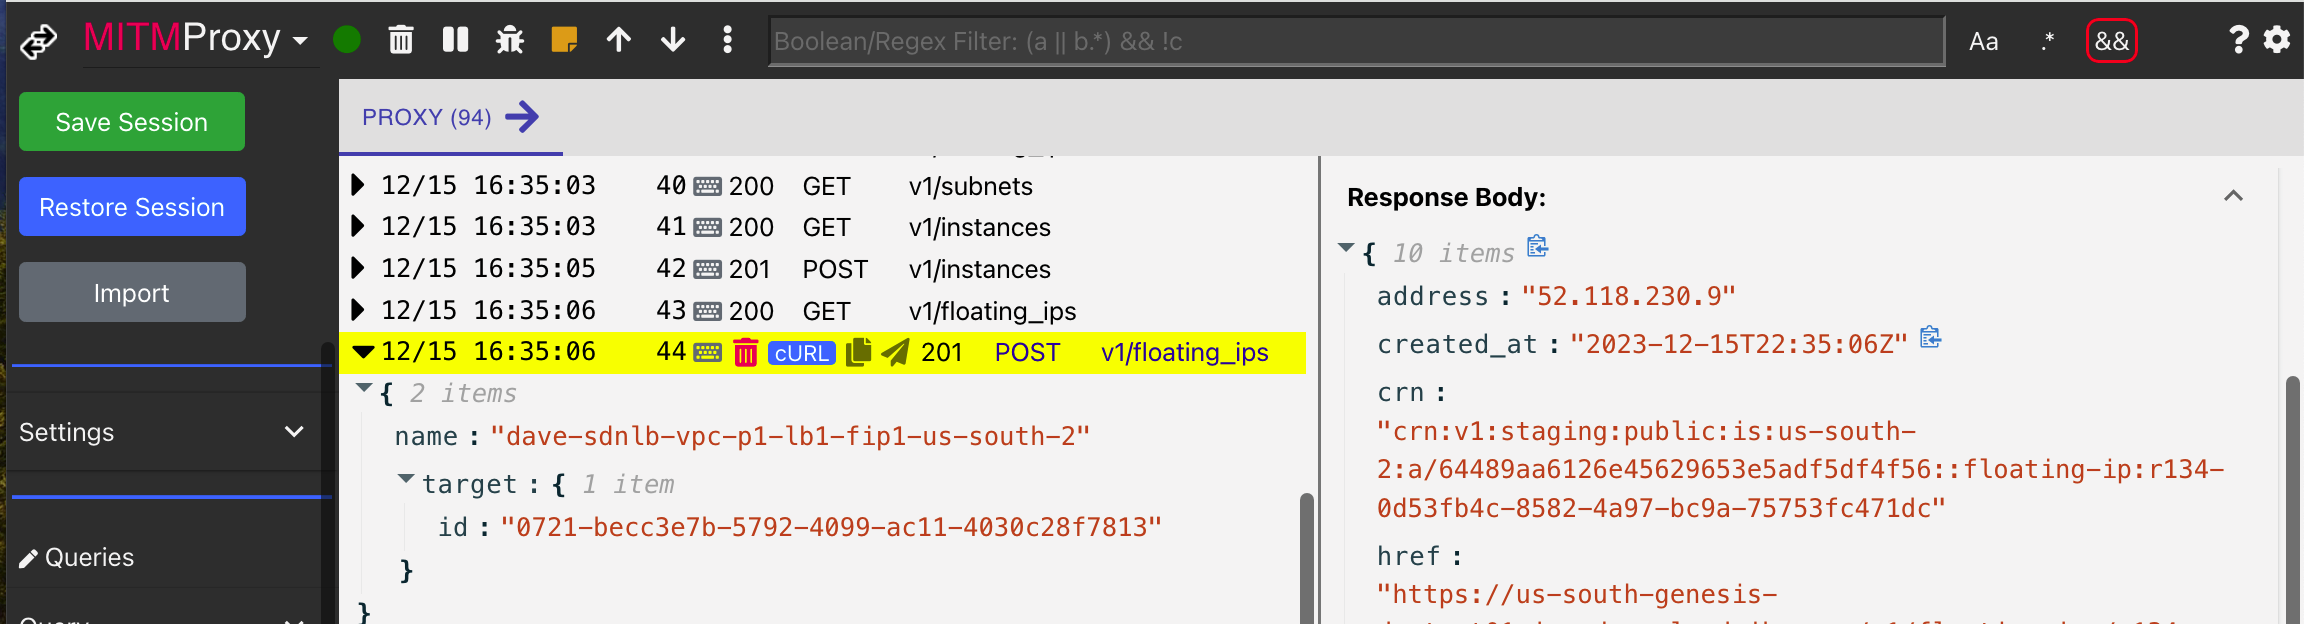 MITMProxy
Boolean/Regex Filter: (a || b.*) && !c
Aa
.*
&&
?
Save Session
Restore Session
Import
Settings
Queries
PROXY (94)
12/15 16:35:03 40 200 GET v1/subnets
12/15 16:35:03 41 200 GET v1/instances
12/15 16:35:05 42 201 POST v1/instances
12/15 16:35:06 43 200 GET v1/floating_ips
12/15 16:35:06 44 cURL 201 POST v1/floating_ips
{ 2 items
name : "dave-sdnlb-vpc-p1-lb1-fip1-us-south-2"
target : { 1 item
id : "0721-becc3e7b-5792-4099-ac11-4030c28f7813"
}
}
Response Body:
{ 10 items
address : "52.118.230.9"
created_at : "2023-12-15T22:35:06Z"
crn :
"crn:v1:staging:public:is:us-south-
2:a/64489aa6126e45629653e5adf5df4f56::floating-ip:r134-
0d53fb4c-8582-4a97-bc9a-75753fc471dc"
href :
"https://us-south-genesis-